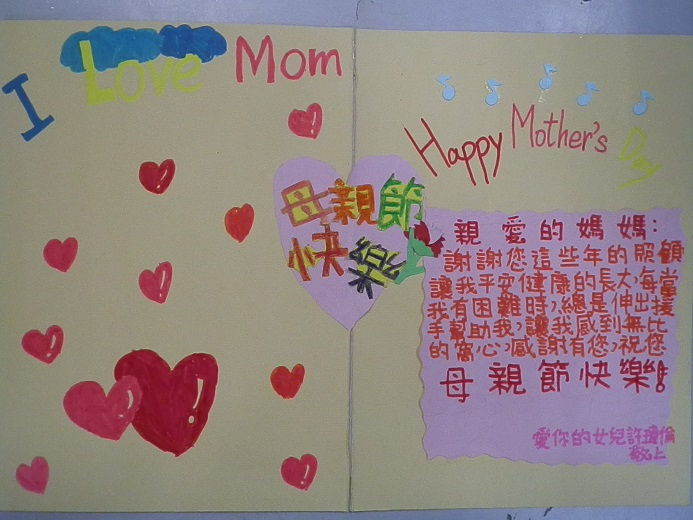 I Love Mom
母親節
快樂
Happy Mother's Day
親愛的媽媽:
謝謝您這些年的照顧
讓我平安健康的長大,每當
我有困難時,總是伸出援
手幫助我,讓我感到無比
的窩心,感謝有您,祝您
母親節快樂!
愛你的女兒許瓊倫
敬上